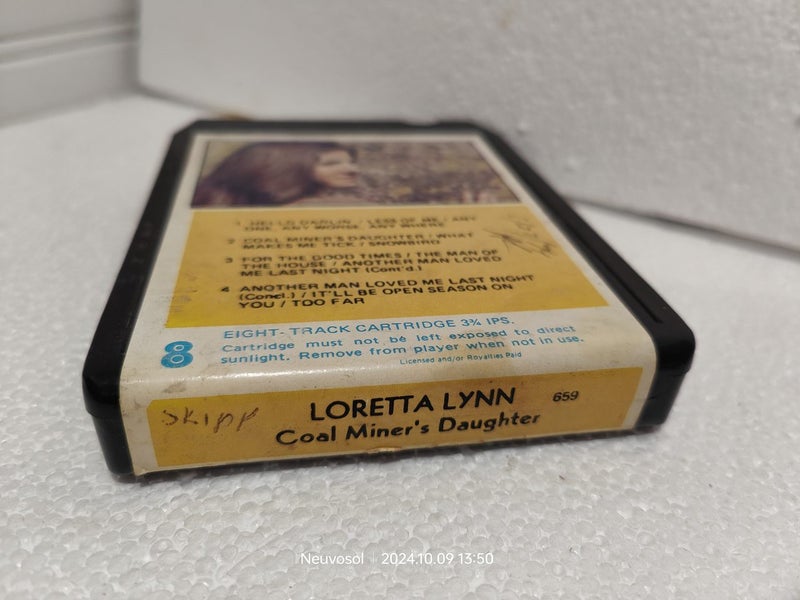 1 HELLO DARLIN / LESS OF ME / ANY
ONE, ANY WORSE, ANY WHERE
2 COAL MINER'S DAUGHTER / WHAT
MAKES ME TICK / SNOWBIRD
3 FOR THE GOOD TIMES / THE MAN OF
THE HOUSE / ANOTHER MAN LOVED
ME LAST NIGHT (Cont'd.)
4 ANOTHER MAN LOVED ME LAST NIGHT
(Concl.) / IT'LL BE OPEN SEASON ON
YOU / TOO FAR
8
EIGHT-TRACK CARTRIDGE 3¾ IPS.
Cartridge must not be left exposed to direct
sunlight. Remove from player when not in use.
Licensed and/or Royalties Paid
SKIPP
LORETTA LYNN 659
Coal Miner's Daughter
Neuvosol 2024.10.09 13:50